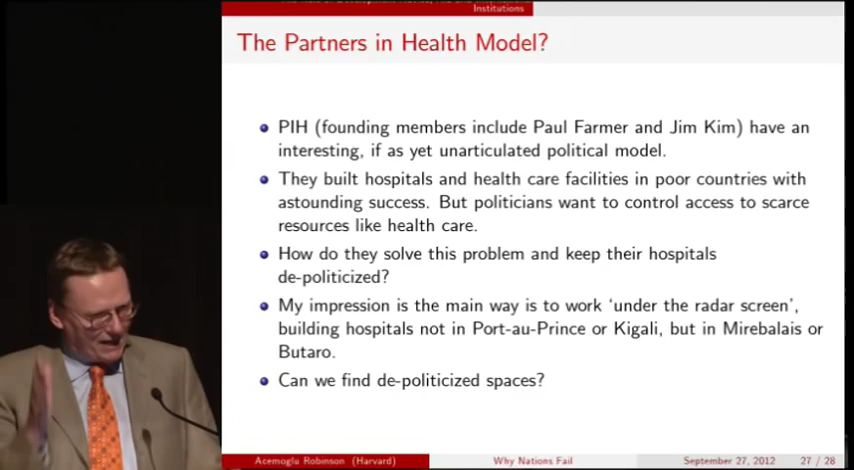 Institutions
The Partners in Health Model?
PIH (founding members include Paul Farmer and Jim Kim) have an
interesting, if as yet unarticulated political model.
They built hospitals and health care facilities in poor countries with
astounding success. But politicians want to control access to scarce
resources like health care.
How do they solve this problem and keep their hospitals
de-politicized?
My impression is the main way is to work ‘under the radar screen’,
building hospitals not in Port-au-Prince or Kigali, but in Mirebalais or
Butaro.
Can we find de-politicized spaces?
Acemoglu Robinson (Harvard) Why Nations Fail September 27, 2012 27 / 28